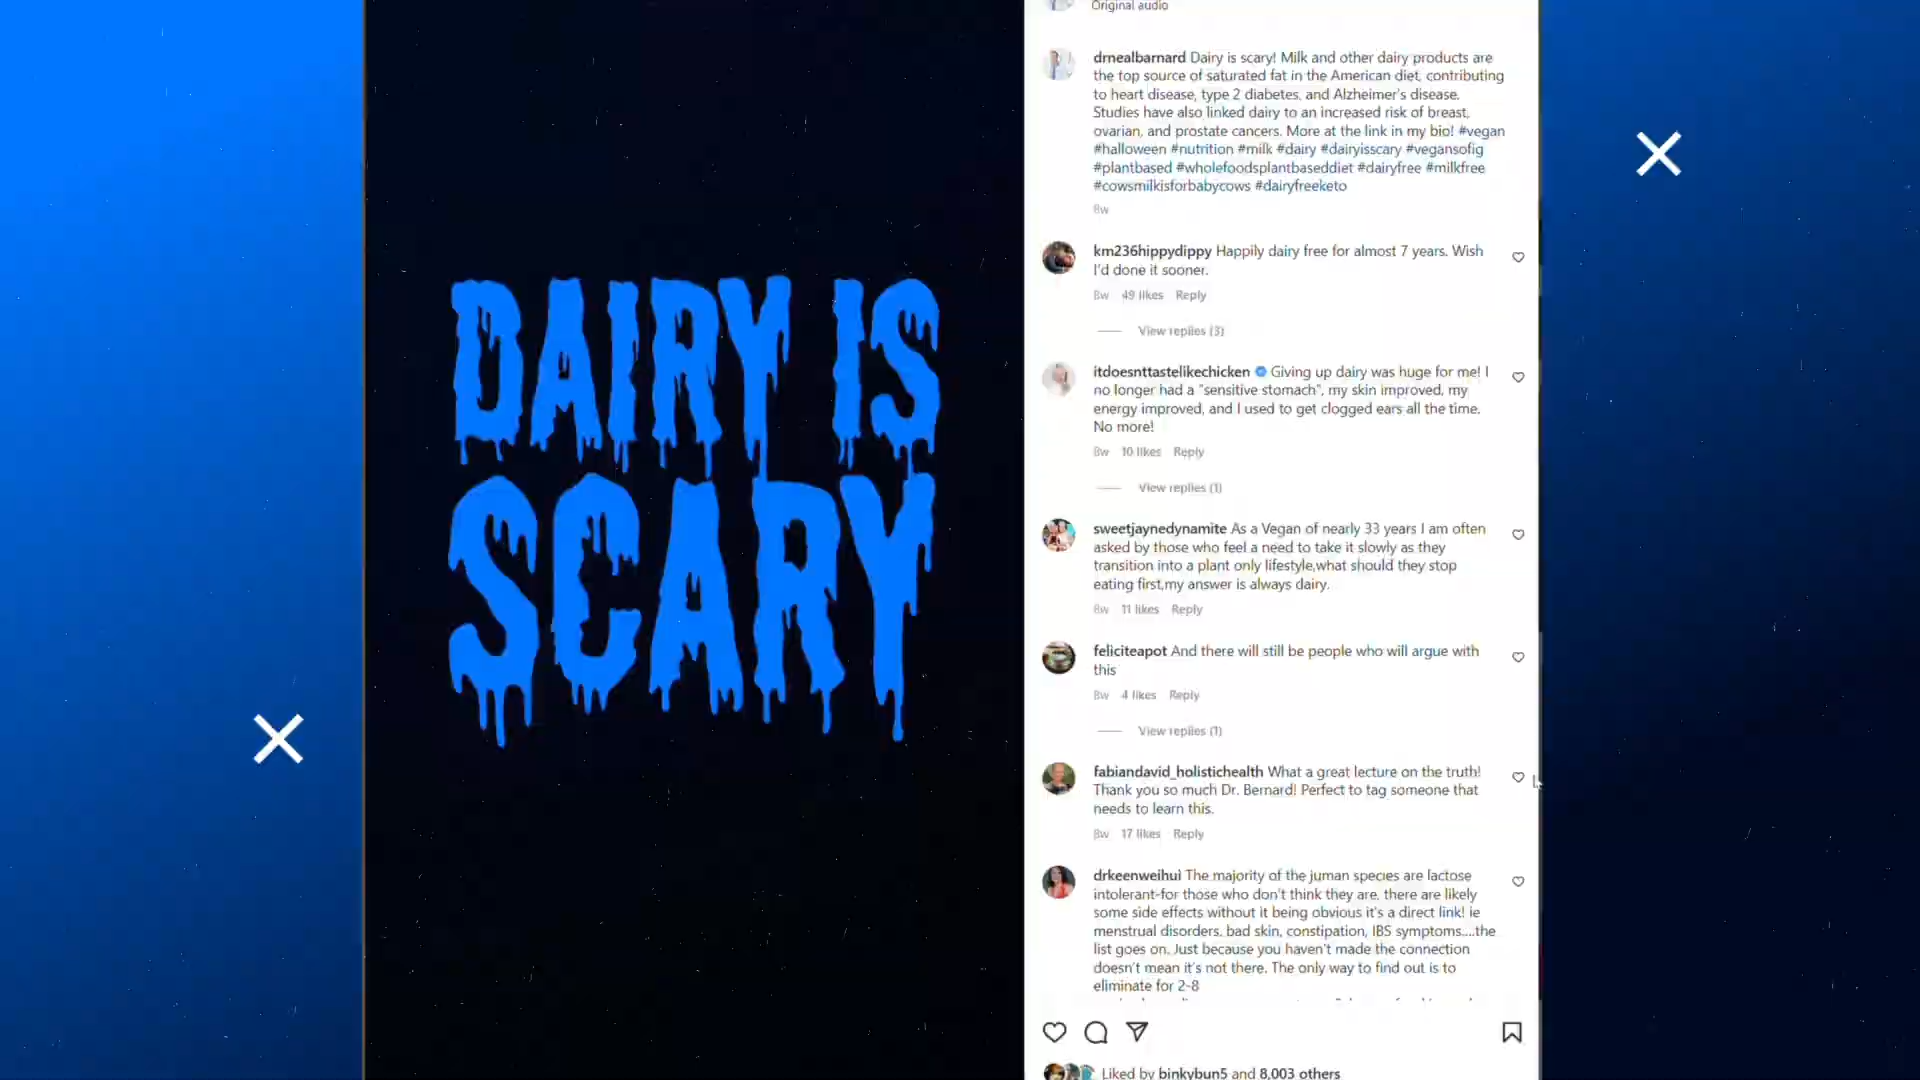 DAIRY IS
SCARY
Original audio
drnealbarnard Dairy is scary! Milk and other dairy products are
the top source of saturated fat in the American diet, contributing
to heart disease, type 2 diabetes, and Alzheimer's disease.
Studies have also linked dairy to an increased risk of breast,
ovarian, and prostate cancers. More at the link in my bio! #vegan
#halloween #nutrition #milk #dairy #dairyisscary #vegansofig
#plantbased #wholefoodsplantbaseddiet #dairyfree #milkfree
#cowsmilkisforbabycows #dairyfreeketo
8w
km236hippydippy Happily dairy free for almost 7 years. Wish
I'd done it sooner.
8w 49 likes Reply
View replies (3)
itdoesnttastelikechicken Giving up dairy was huge for me! I
no longer had a "sensitive stomach", my skin improved, my
energy improved, and I used to get clogged ears all the time.
No more!
8w 10 likes Reply
View replies (1)
sweetjaynedynamite As a Vegan of nearly 33 years I am often
asked by those who feel a need to take it slowly as they
transition into a plant only lifestyle,what should they stop
eating first,my answer is always dairy.
8w 11 likes Reply
feliciteapot And there will still be people who will argue with
this
8w 4 likes Reply
View replies (1)
fabiandavid_holistichealth What a great lecture on the truth!
Thank you so much Dr. Bernard! Perfect to tag someone that
needs to learn this.
8w 17 likes Reply
drkeenweihui The majority of the juman species are lactose
intolerant-for those who don't think they are, there are likely
some side effects without it being obvious it's a direct link! ie
menstrual disorders, bad skin, constipation, IBS symptoms....the
list goes on. Just because you haven't made the connection
doesn't mean it's not there. The only way to find out is to
eliminate for 2-8
Liked by binkybun5 and 8,003 others